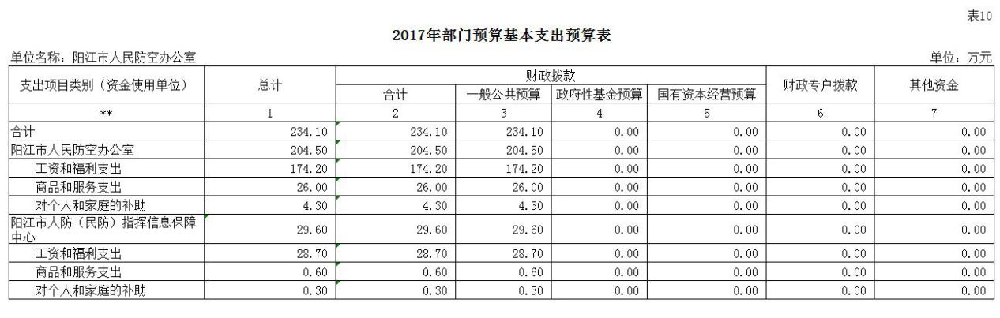 表10
2017年部门预算基本支出预算表
单位名称：阳江市人民防空办公室 单位：万元
支出项目类别（资金使用单位） 总计 财政拨款 财政专户拨款 其他资金
合计 一般公共预算 政府性基金预算 国有资本经营预算
** 1 2 3 4 5 6 7
合计 234.10 234.10 234.10 0.00 0.00 0.00 0.00
阳江市人民防空办公室 204.50 204.50 204.50 0.00 0.00 0.00 0.00
工资和福利支出 174.20 174.20 174.20 0.00 0.00 0.00 0.00
商品和服务支出 26.00 26.00 26.00 0.00 0.00 0.00 0.00
对个人和家庭的补助 4.30 4.30 4.30 0.00 0.00 0.00 0.00
阳江市人防（民防）指挥信息保障
中心 29.60 29.60 29.60 0.00 0.00 0.00 0.00
工资和福利支出 28.70 28.70 28.70 0.00 0.00 0.00 0.00
商品和服务支出 0.60 0.60 0.60 0.00 0.00 0.00 0.00
对个人和家庭的补助 0.30 0.30 0.30 0.00 0.00 0.00 0.00